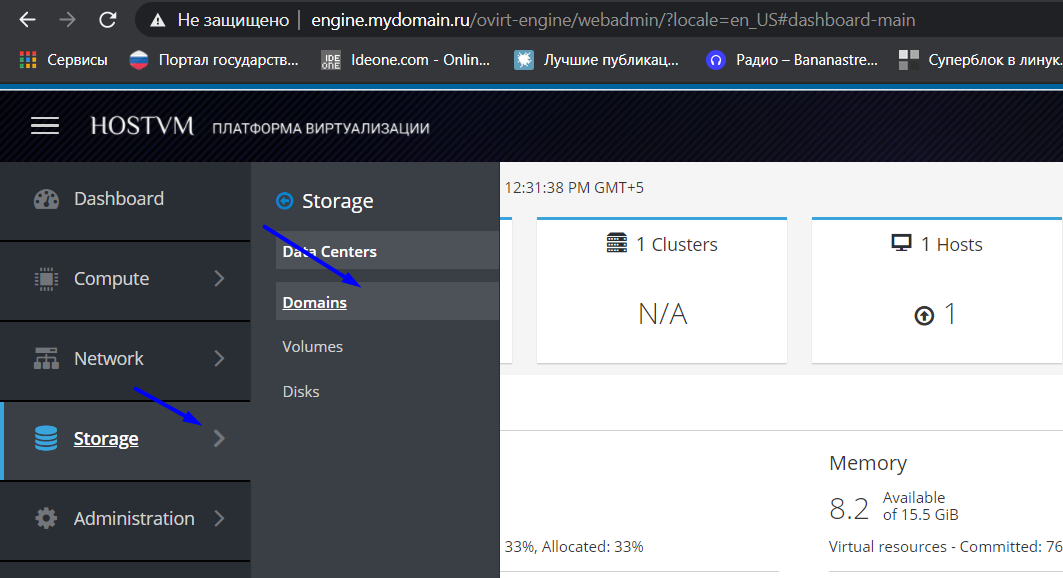 Не защищено engine.mydomain.ru/ovirt-engine/webadmin/?locale=en_US#dashboard-main
Сервисы Портал государств... IDE ONE Ideone.com - Onlin... Лучшие публикац... Радио – Bananastre... Суперблок в линук.
HOSTVM ПЛАТФОРМА ВИРТУАЛИЗАЦИИ
Dashboard
Compute
Network
Storage
Administration
Storage
Data Centers
Domains
Volumes
Disks
12:31:38 PM GMT+5
1 Clusters
N/A
1 Hosts
1
33%, Allocated: 33%
Memory
8.2 Available
of 15.5 GiB
Virtual resources - Committed: 76